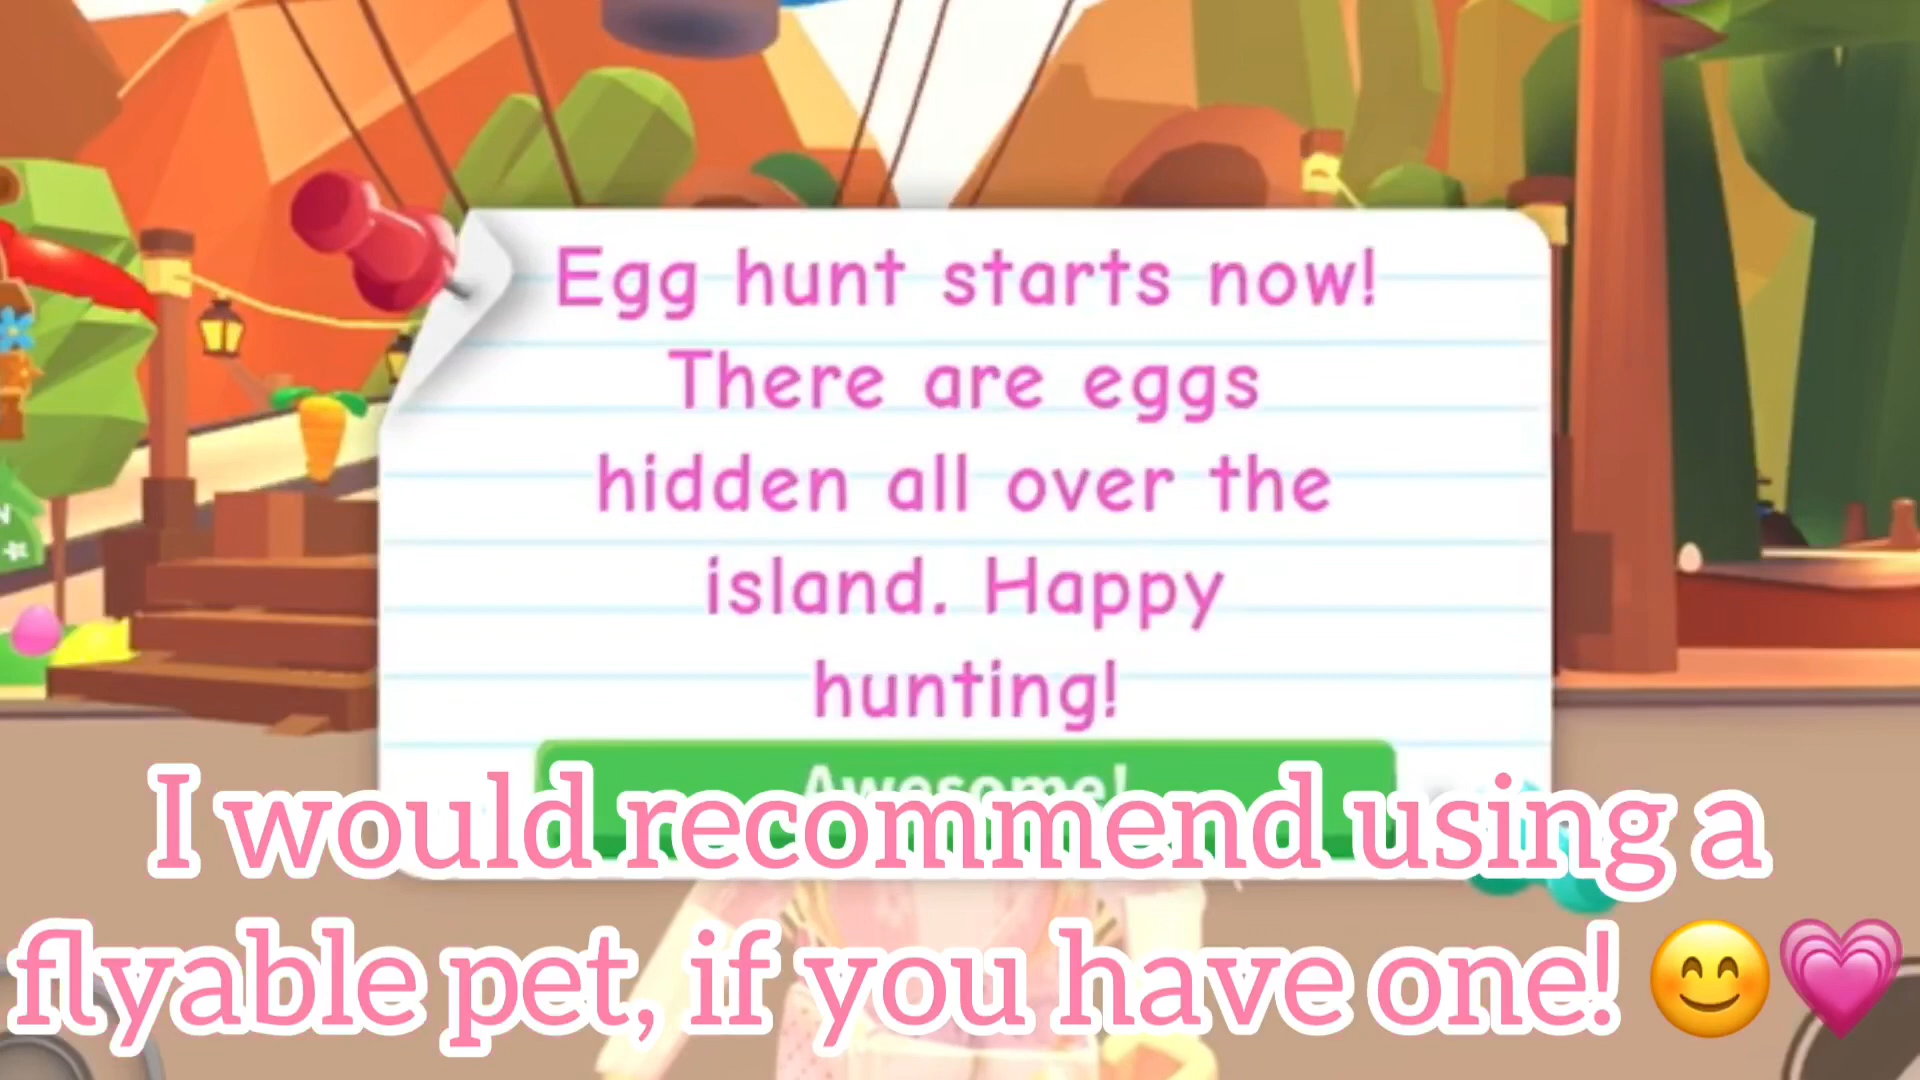 Egg hunt starts now!
There are eggs
hidden all over the
island. Happy
hunting!
Awesome!
I would recommend using a
flyable pet, if you have one! 😊💗